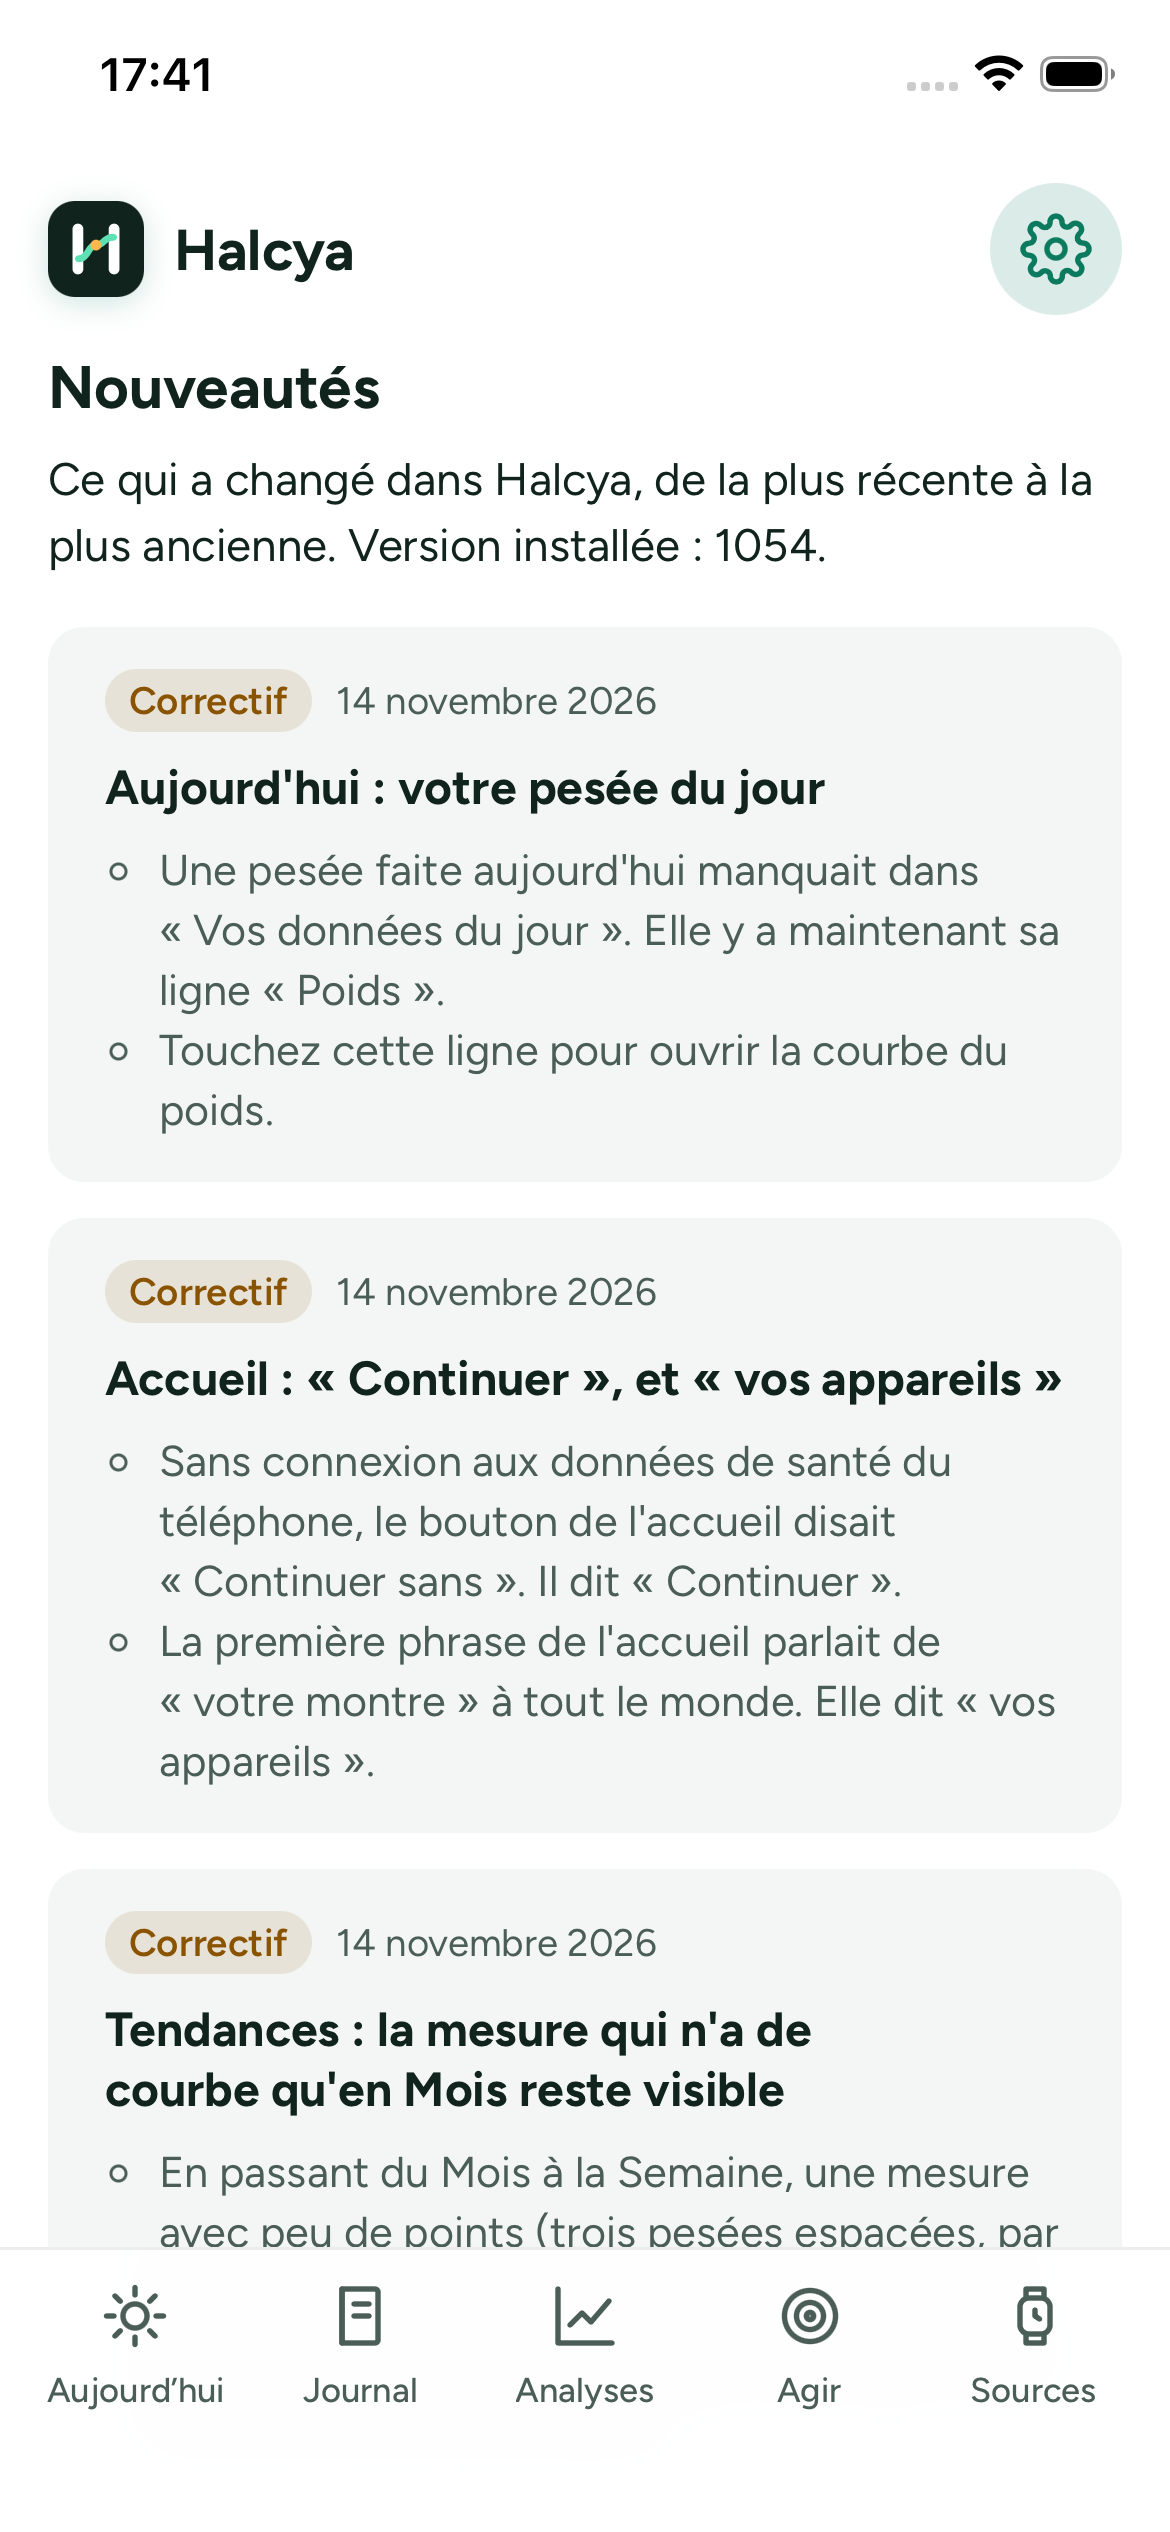 17:41
Halcya
Nouveautés
Ce qui a changé dans Halcya, de la plus récente à la
plus ancienne. Version installée : 1054.
Correctif 14 novembre 2026
Aujourd'hui : votre pesée du jour
Une pesée faite aujourd'hui manquait dans
« Vos données du jour ». Elle y a maintenant sa
ligne « Poids ».
Touchez cette ligne pour ouvrir la courbe du
poids.
Correctif 14 novembre 2026
Accueil : « Continuer », et « vos appareils »
Sans connexion aux données de santé du
téléphone, le bouton de l'accueil disait
« Continuer sans ». Il dit « Continuer ».
La première phrase de l'accueil parlait de
« votre montre » à tout le monde. Elle dit « vos
appareils ».
Correctif 14 novembre 2026
Tendances : la mesure qui n'a de
courbe qu'en Mois reste visible
En passant du Mois à la Semaine, une mesure
avec peu de points (trois pesées espacées, par
Aujourd’hui Journal Analyses Agir Sources